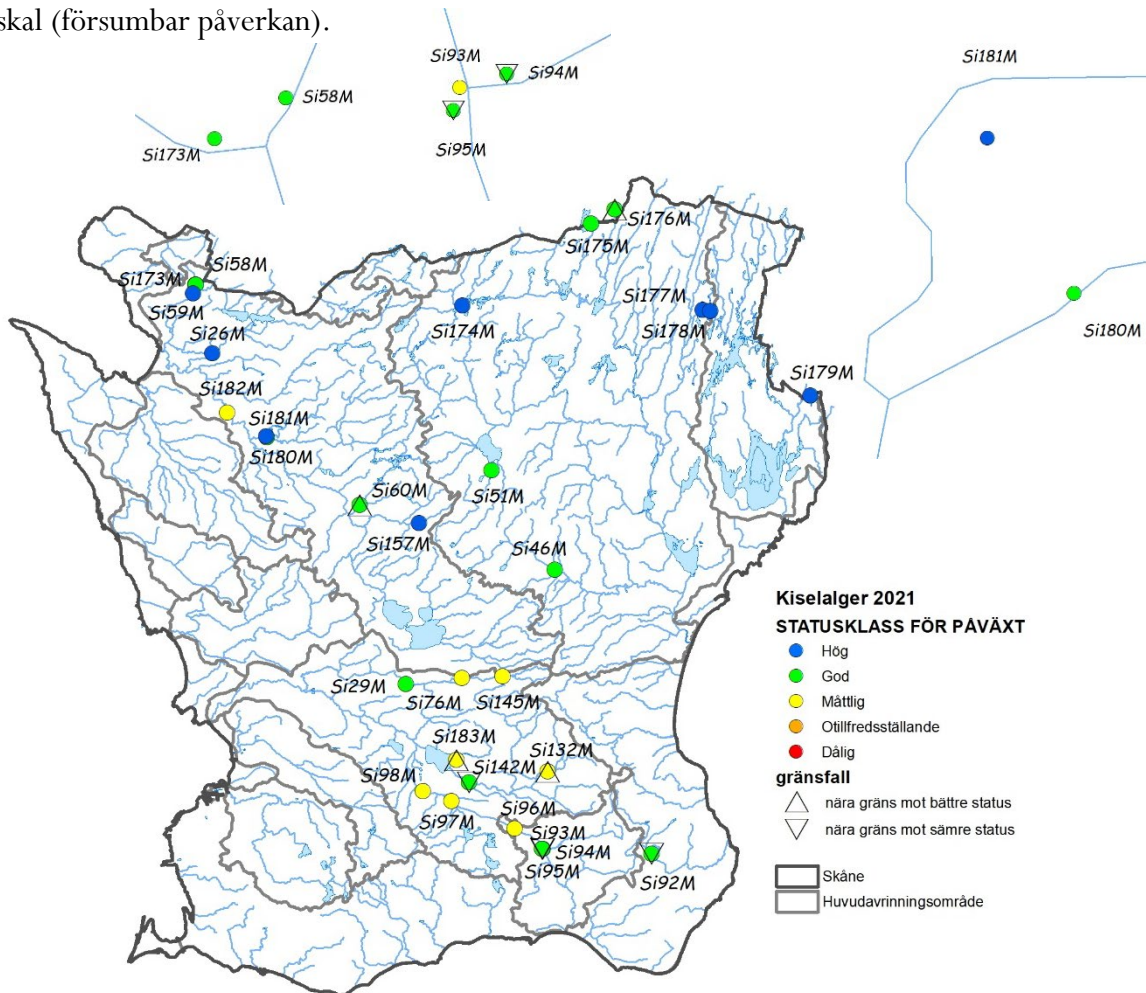 skal (försumbar påverkan).
Si93M
Si94M
Si181M
Si58M
Si173M
Si95M
Si176M
Si175M
Si58M
Si173M
Si59M
Si177M
Si174M
Si178M
Si180M
Si26M
Si179M
Si182M
Si181M
Si180M
Si51M
Si60M
Si157M
Si46M
Kiselalger 2021
STATUSKLASS FÖR PÅVÄXT
Hög
God
Måttlig
Otillfredsställande
Dålig
gränsfall
nära gräns mot bättre status
nära gräns mot sämre status
Skåne
Huvudavrinningsområde
Si29M
Si76M
Si145M
Si183M
Si132M
Si142M
Si98M
Si97M
Si96M
Si93M
Si94M
Si95M
Si92M